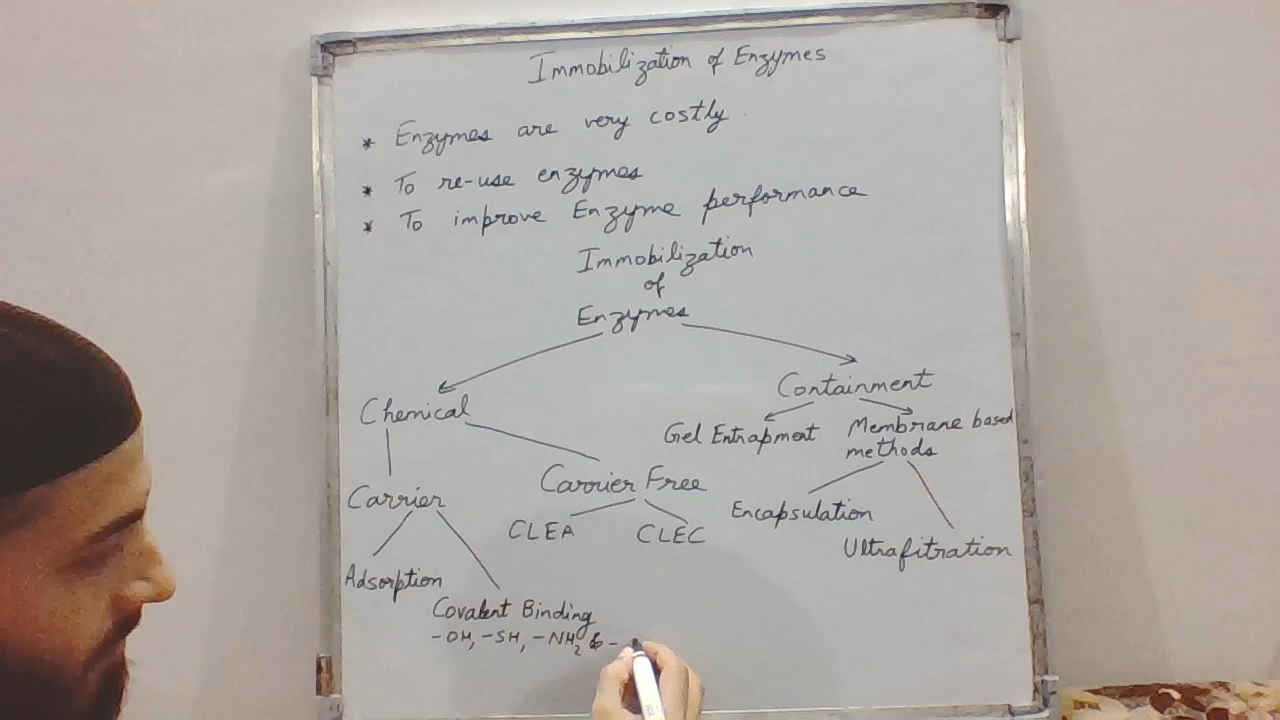 Immobilization of Enzymes
* Enzymes are very costly
* To re-use enzymes
* To improve Enzyme performance
Immobilization
of
Enzymes
Chemical
Containment
Gel Entrapment
Membrane based
methods
Carrier
Carrier Free
CLEA
CLEC
Encapsulation
Ultrafitration
Adsorption
Covalent Binding
-OH, -SH, -NH₂ & -